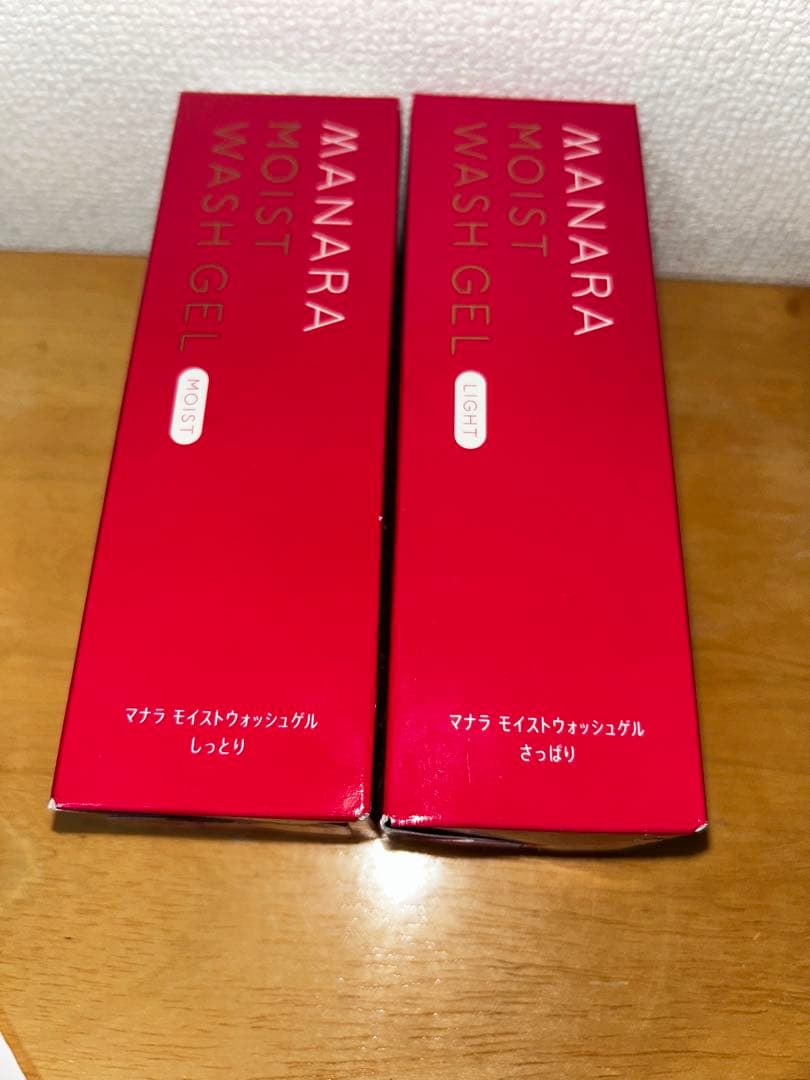 MANARA
MOIST
WASH GEL
MOIST
マナラ モイストウォッシュゲル
しっとり
MANARA
MOIST
WASH GEL
LIGHT
マナラ モイストウォッシュゲル
さっぱり